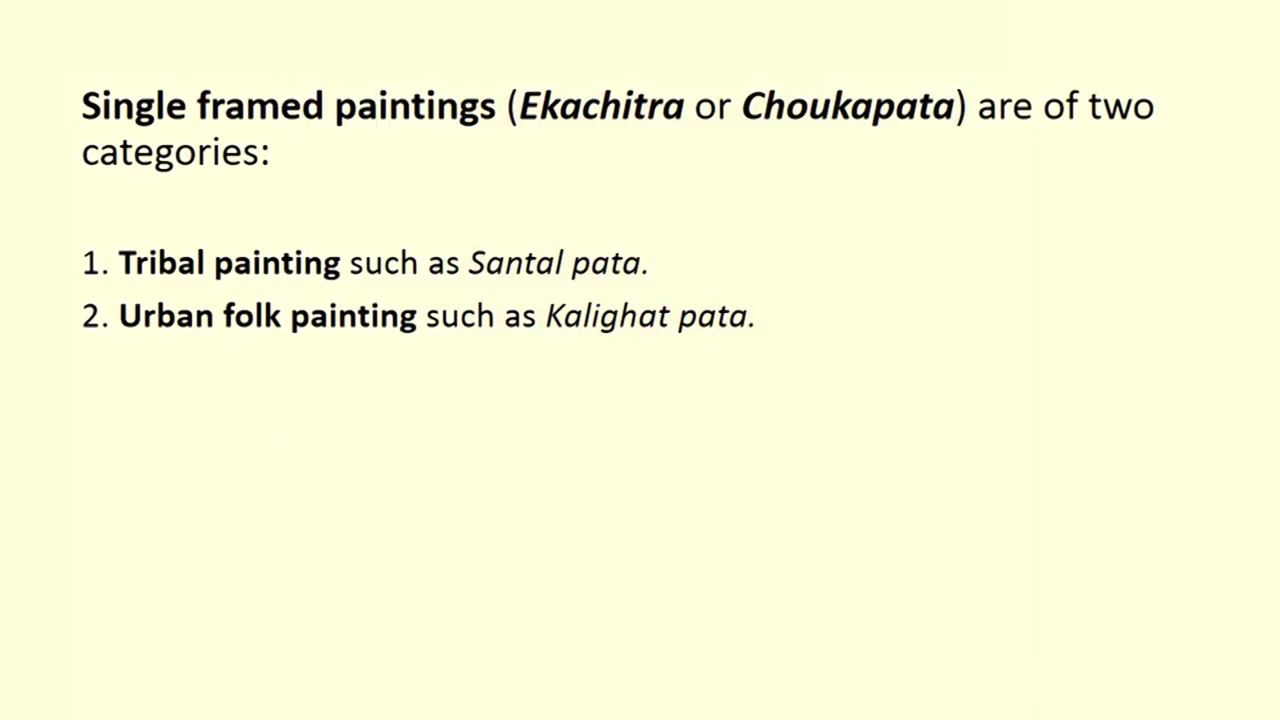 Single framed paintings (Ekachitra or Choukapata) are of two
categories:
1. Tribal painting such as Santal pata.
2. Urban folk painting such as Kalighat pata.